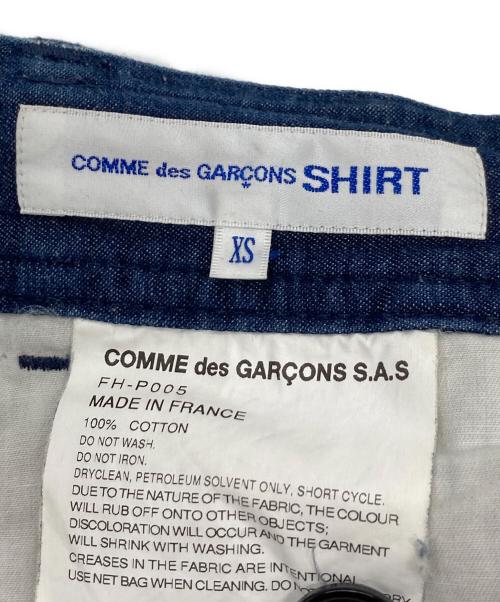 COMME des GARÇONS SHIRT
XS
COMME des GARÇONS S.A.S
FH-P005
MADE IN FRANCE
100% COTTON
DO NOT WASH.
DO NOT IRON.
DRYCLEAN, PETROLEUM SOLVENT ONLY, SHORT CYCLE.
DUE TO THE NATURE OF THE FABRIC, THE COLOUR
WILL RUB OFF ONTO OTHER OBJECTS;
DISCOLORATION WILL OCCUR AND THE GARMENT
WILL SHRINK WITH WASHING.
CREASES IN THE FABRIC ARE INTENTIONAL
USE NET BAG WHEN CLEANING. DO